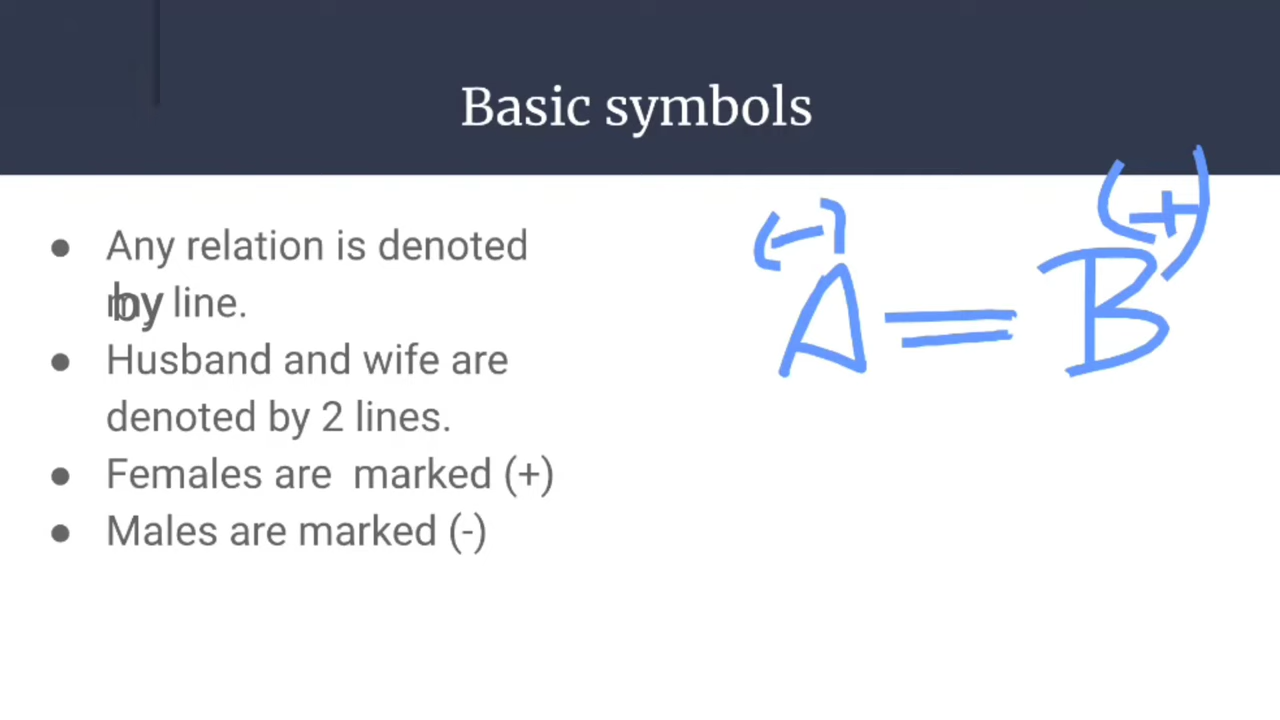 Basic symbols
Any relation is denoted
by line.
Husband and wife are
denoted by 2 lines.
Females are marked (+)
Males are marked (-)
(-) (+)
A = B